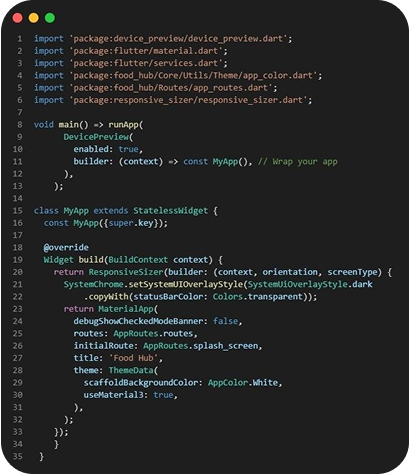 1 import 'package:device_preview/device_preview.dart';
2 import 'package:flutter/material.dart';
3 import 'package:flutter/services.dart';
4 import 'package:food_hub/Core/Utils/Theme/app_color.dart';
5 import 'package:food_hub/Routes/app_routes.dart';
6 import 'package:responsive_sizer/responsive_sizer.dart';
7
8 void main() => runApp(
9 DevicePreview(
10 enabled: true,
11 builder: (context) => const MyApp(), // Wrap your app
12 ),
13 );
14
15 class MyApp extends StatelessWidget {
16 const MyApp({super.key});
17
18 @override
19 Widget build(BuildContext context) {
20 return ResponsiveSizer(builder: (context, orientation, screenType) {
21 SystemChrome.setSystemUIOverlayStyle(SystemUiOverlayStyle.dark
22 .copyWith(statusBarColor: Colors.transparent));
23 return MaterialApp(
24 debugShowCheckedModeBanner: false,
25 routes: AppRoutes.routes,
26 initialRoute: AppRoutes.splash_screen,
27 title: 'Food Hub',
28 theme: ThemeData(
29 scaffoldBackgroundColor: AppColor.White,
30 useMaterial3: true,
31 ),
32 );
33 });
34 }
35 }